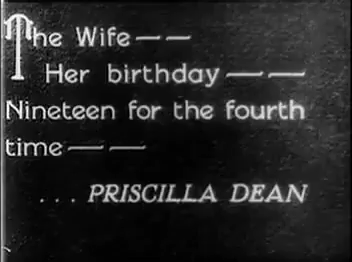 The Wife——
Her birthday——
Nineteen for the fourth
time——
...PRISCILLA DEAN